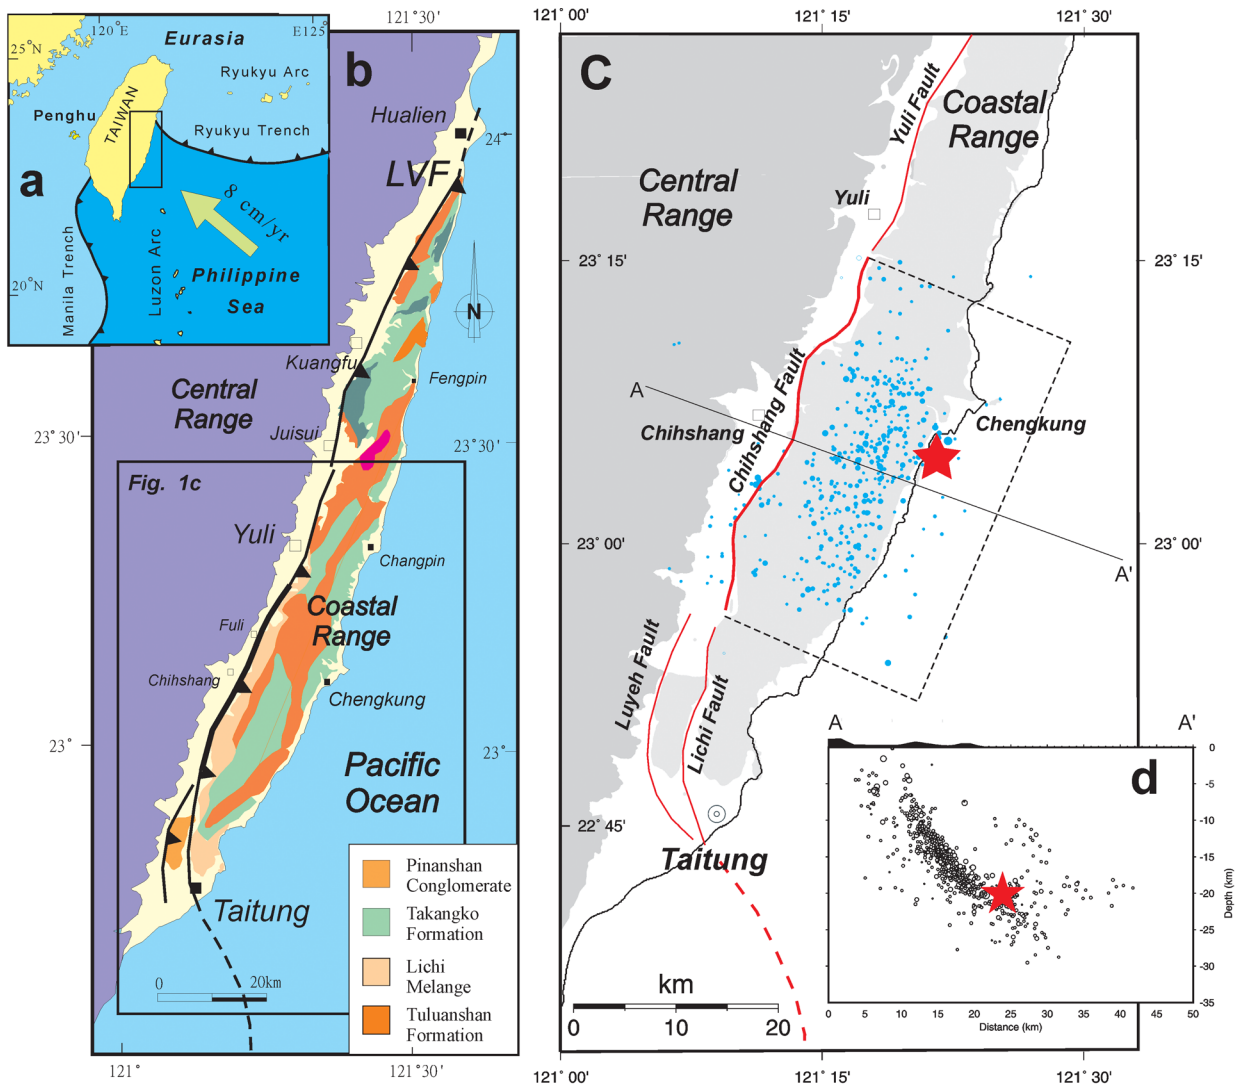 120°E
E125°
25°N
Eurasia
Ryukyu Arc
Penghu
TAIWAN
Ryukyu Trench
a
8 cm/yr
Manila Trench
Luzon Arc
Philippine
Sea
20°N
121°30'
b
Hualien
24°
LVF
N
Kuangfu
Fengpin
Central
Range
Juisui
23°30'
23°30'
Fig. 1c
Yuli
Changpin
Coastal
Range
Fuli
Chihshang
Chengkung
23°
23°
Pacific
Ocean
Taitung
0
20km
Pinanshan
Conglomerate
Takangko
Formation
Lichi
Melange
Tuluanshan
Formation
121°
121°30'
121° 00'
121° 15'
121° 30'
C
Yuli Fault
Coastal
Range
Central
Range
Yuli
23° 15'
23° 15'
A
Chihshang
Chihshang Fault
Chengkung
23° 00'
23° 00'
A'
Luyeh Fault
Lichi Fault
22° 45'
Taitung
km
0
10
20
121° 00'
121° 15'
121° 30'
A
A'
d
0
-5
-10
-15
-20
-25
-30
-35
Depth (km)
0
5
10
15
20
25
30
35
40
45
50
Distance (km)